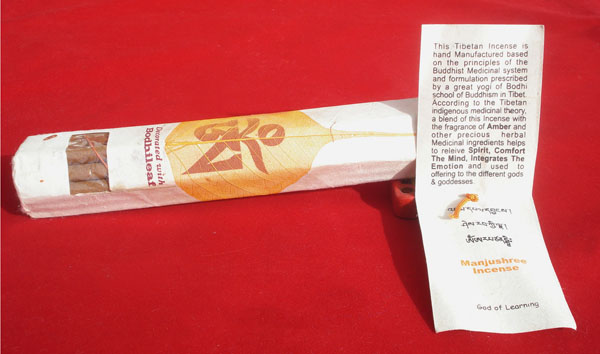 Decorated with
Bodhileaf
This Tibetan Incense is
hand Manufactured based
on the principles of the
Buddhist Medicinal system
and formulation prescribed
by a great yogi of Bodhi
school of Buddhism in Tibet.
According to the Tibetan
indigenous medicinal theory,
a blend of this Incense with
the fragrance of Amber and
other precious herbal
Medicinal ingredients helps
to releive Spirit, Comfort
The Mind, Integrates The
Emotion and used to
offering to the different gods
& goddesses
Manjushree
Incense
God of Learning